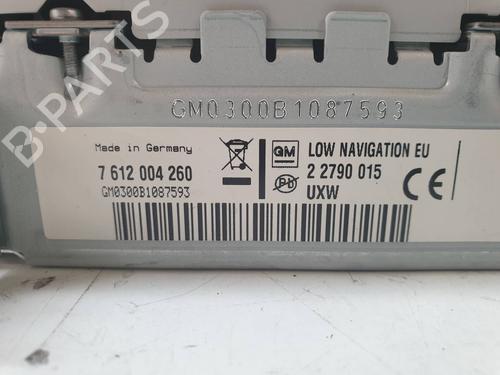 B-PARTS
GM0300B1087593
Made in Germany
7 612 004 260
GM0300B1087593
GM
Pb
LOW NAVIGATION EU
2 2790 015
UXW
CE